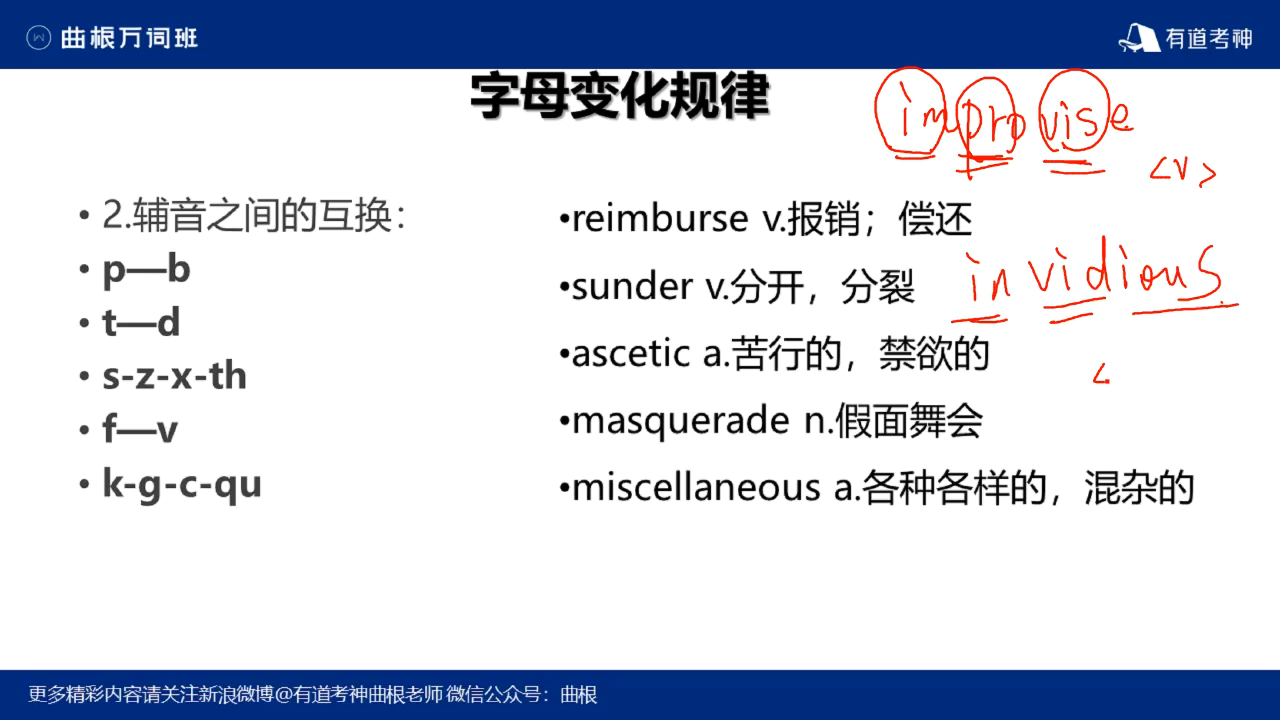 曲根万词班
有道考神
字母变化规律
improvise
<v>
• 2.辅音之间的互换：
• p—b
• t—d
• s-z-x-th
• f—v
• k-g-c-qu
•reimburse v.报销；偿还
•sunder v.分开，分裂
invidious
<
•ascetic a.苦行的，禁欲的
•masquerade n.假面舞会
•miscellaneous a.各种各样的，混杂的
更多精彩内容请关注新浪微博@有道考神曲根老师 微信公众号：曲根